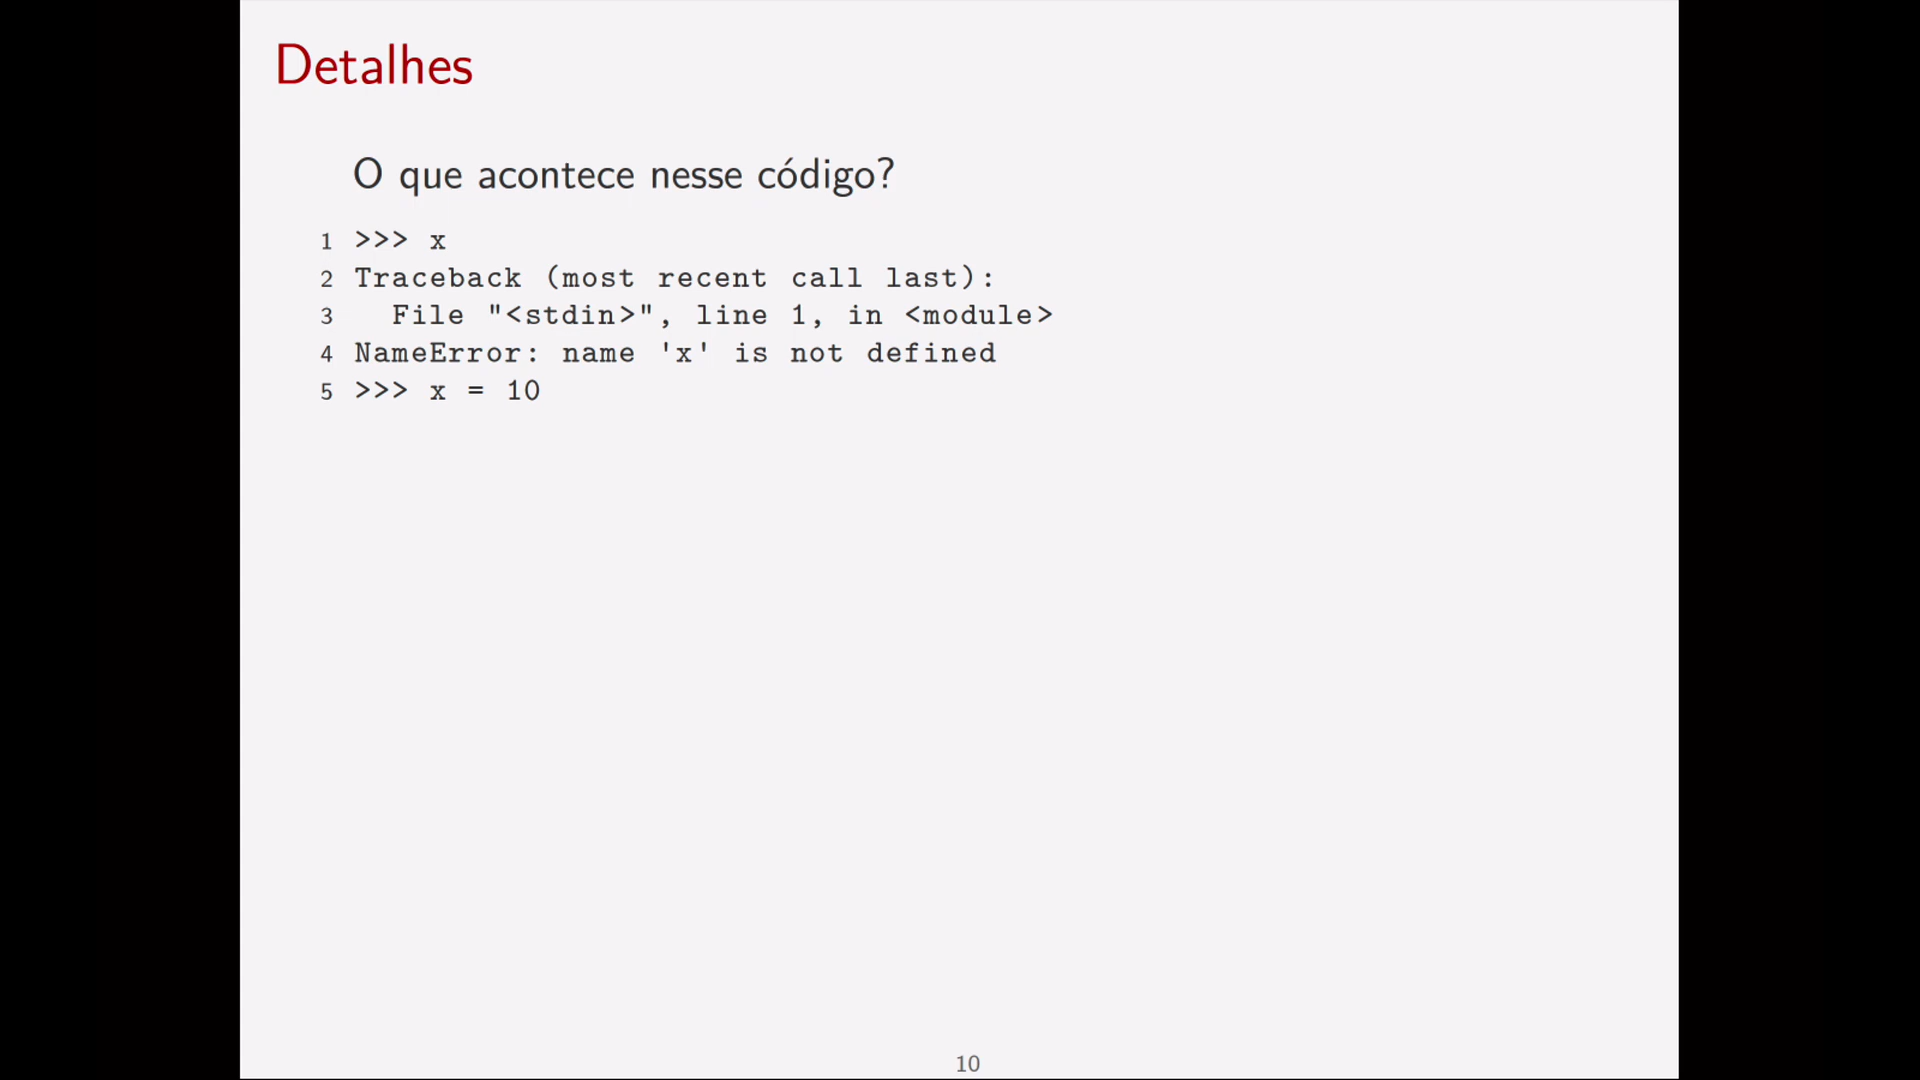 Detalhes
O que acontece nesse código?
1 >>> x
2 Traceback (most recent call last):
3   File "<stdin>", line 1, in <module>
4 NameError: name 'x' is not defined
5 >>> x = 10
10